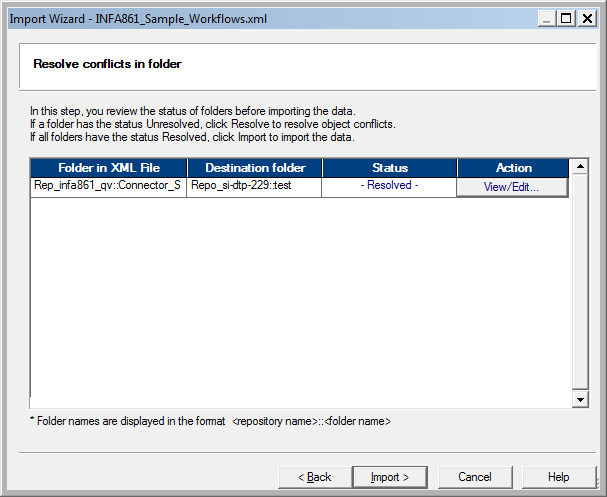 Import Wizard - INFA861_Sample_Workflows.xml
Resolve conflicts in folder
In this step, you review the status of folders before importing the data.
If a folder has the status Unresolved, click Resolve to resolve object conflicts.
If all folders have the status Resolved, click Import to import the data.
Folder in XML File Destination folder Status Action
Rep_infa861_qv::Connector_S Repo_si-dtp-229::test - Resolved - View/Edit...
* Folder names are displayed in the format <repository name>::<folder name>
< Back Import > Cancel Help